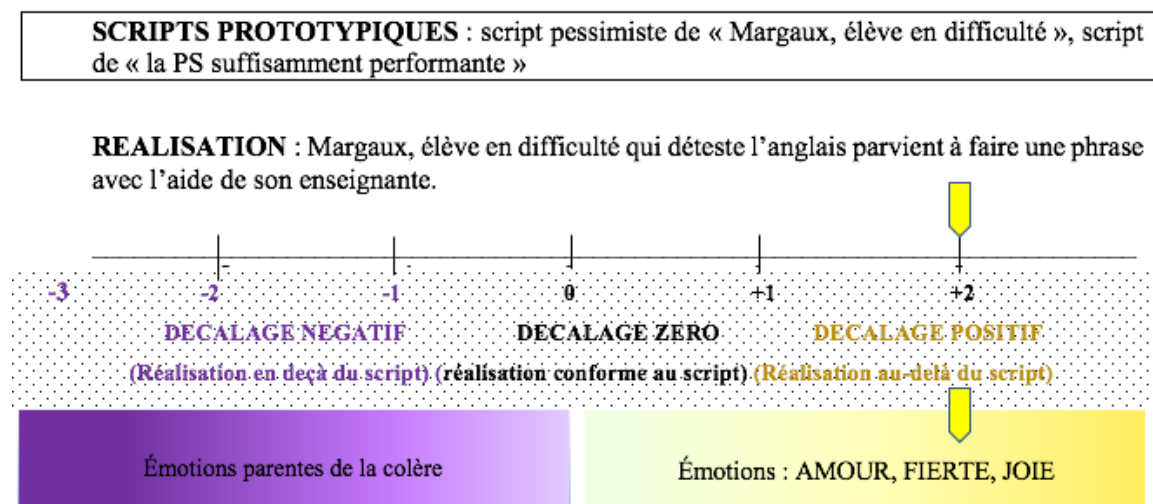 SCRIPTS PROTOTYPIQUES : script pessimiste de « Margaux, élève en difficulté », script
de « la PS suffisamment performante »
REALISATION : Margaux, élève en difficulté qui déteste l’anglais parvient à faire une phrase
avec l’aide de son enseignante.
-3 -2 -1 0 +1 +2
DECALAGE NEGATIF DECALAGE ZERO DECALAGE POSITIF
(Réalisation en deçà du script) (réalisation conforme au script) (Réalisation au-delà du script)
Émotions parentes de la colère Émotions : AMOUR, FIERTE, JOIE